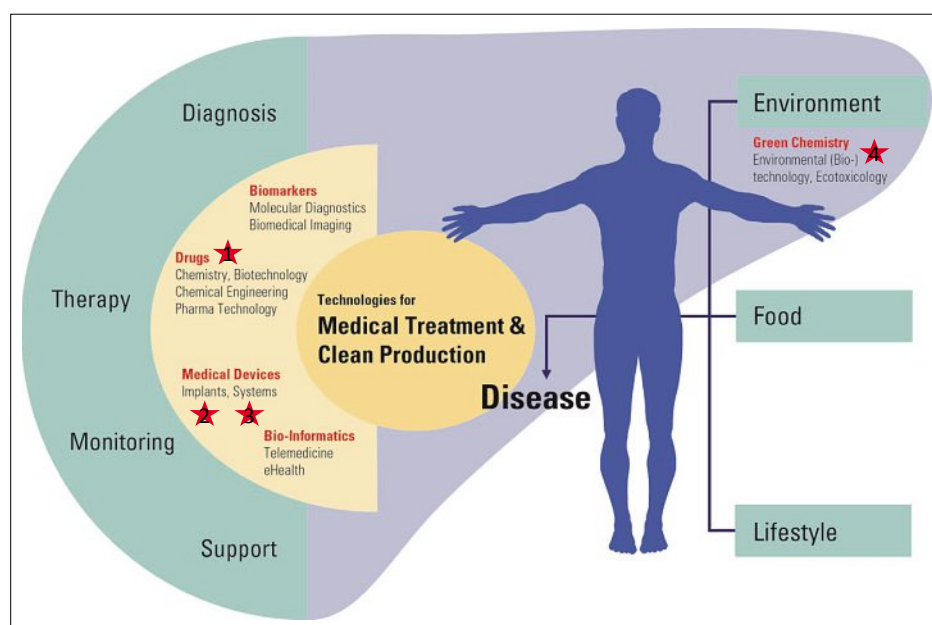 Diagnosis
Therapy
Monitoring
Support
Biomarkers
Molecular Diagnostics
Biomedical Imaging
Drugs 1
Chemistry, Biotechnology
Chemical Engineering
Pharma Technology
Medical Devices
Implants, Systems
2 3
Bio-Informatics
Telemedicine
eHealth
Technologies for
Medical Treatment &
Clean Production
Disease
Environment
Green Chemistry 4
Environmental (Bio-)
technology, Ecotoxicology
Food
Lifestyle